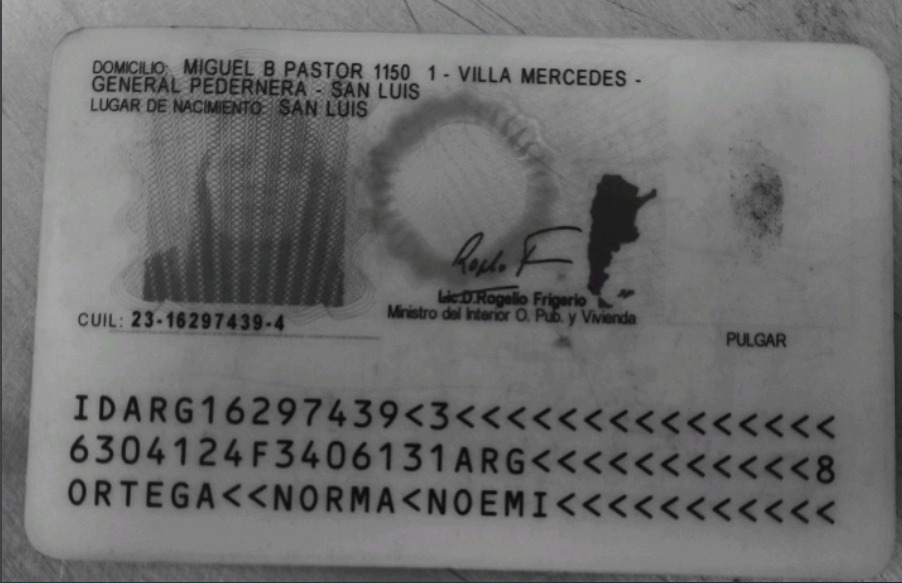 DOMICILIO: MIGUEL B PASTOR 1150 1 - VILLA MERCEDES -
GENERAL PEDERNERA - SAN LUIS
LUGAR DE NACIMIENTO: SAN LUIS
Lic.D.Rogelio Frigerio
Ministro del Interior O. Pub. y Vivienda
CUIL: 23-16297439-4
PULGAR
IDARG16297439<3<<<<<<<<<<<<<<<
6304124F3406131ARG<<<<<<<<<<<8
ORTEGA<<NORMA<NOEMI<<<<<<<<<<<